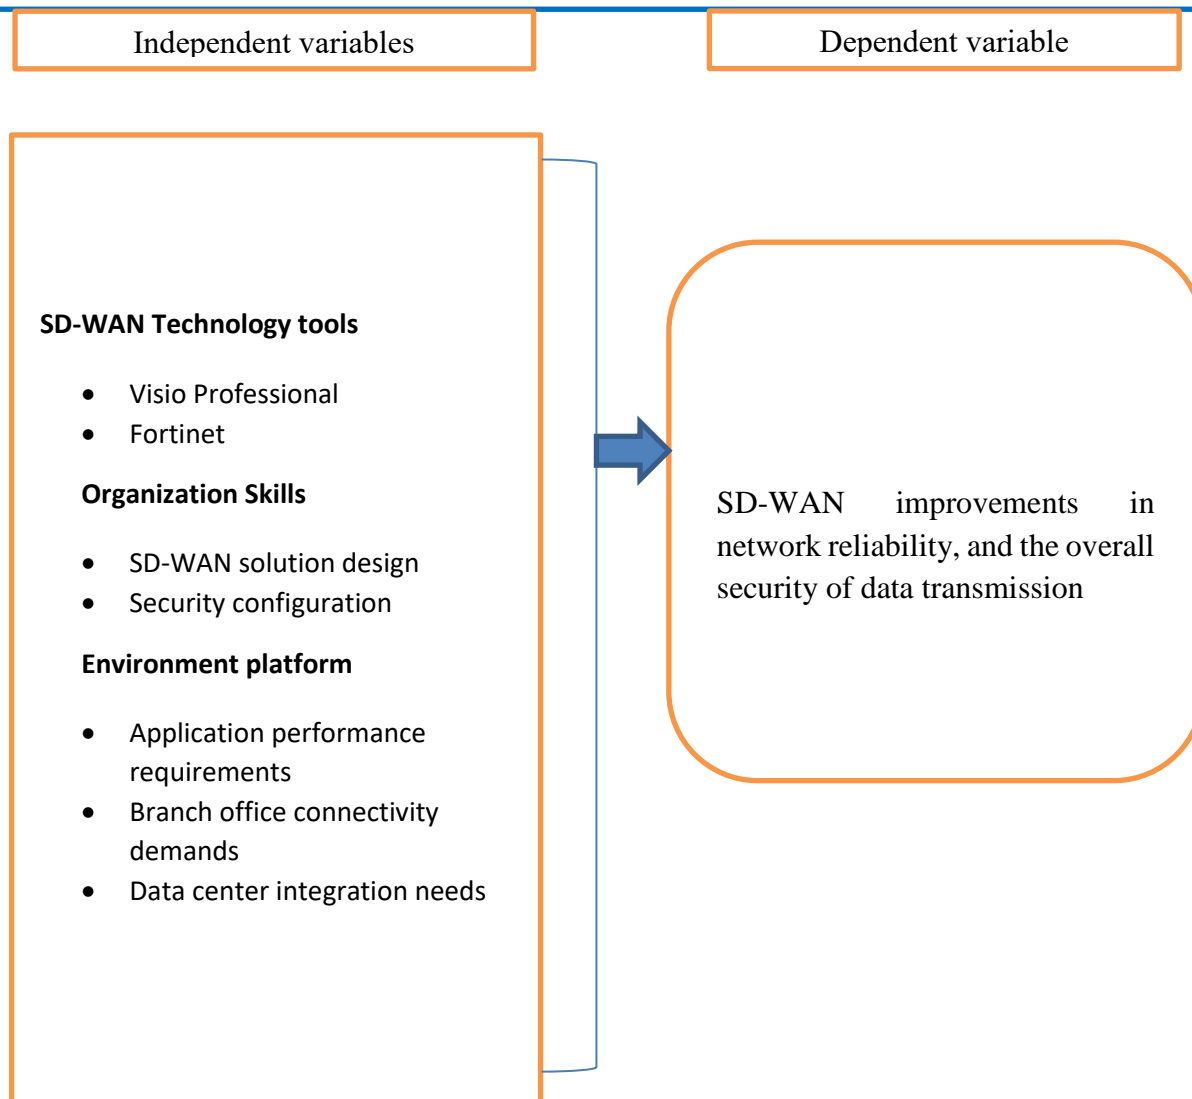 Independent variables
Dependent variable
SD-WAN Technology tools
• Visio Professional
• Fortinet
Organization Skills
• SD-WAN solution design
• Security configuration
Environment platform
• Application performance
requirements
• Branch office connectivity
demands
• Data center integration needs
SD-WAN improvements in
network reliability, and the overall
security of data transmission